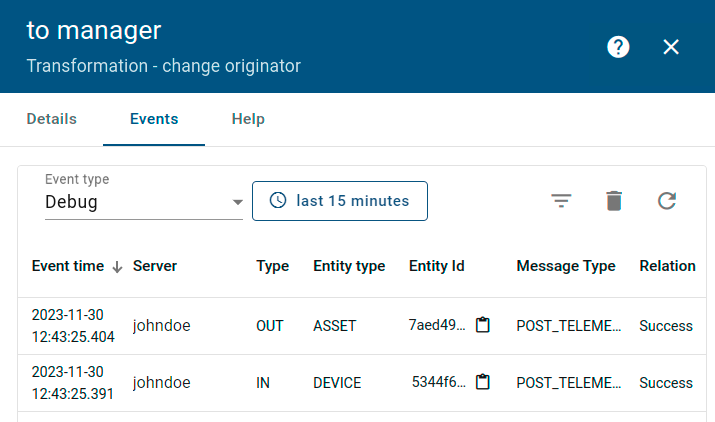 to manager
?
Transformation - change originator
Details Events Help
Event type
Debug
last 15 minutes
Event time Server Type Entity type Entity Id Message Type Relation
2023-11-30
12:43:25.404 johndoe OUT ASSET 7aed49... POST_TELEME... Success
2023-11-30
12:43:25.391 johndoe IN DEVICE 5344f6... POST_TELEME... Success